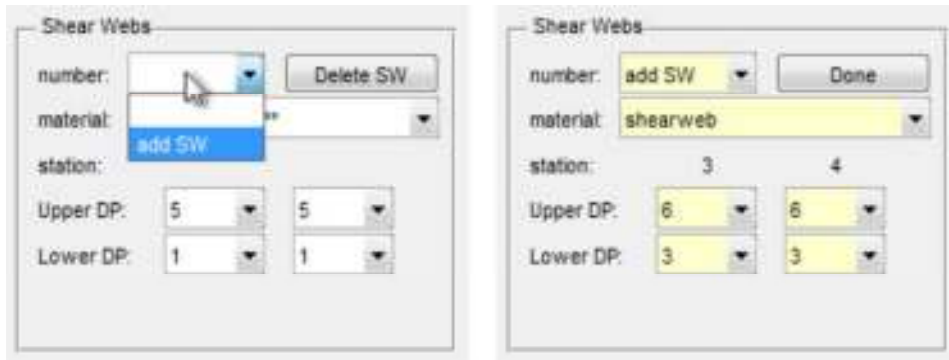 Shear Webs
number: Delete SW
add SW
material: **
station:
Upper DP: 5 5
Lower DP: 1 1
Shear Webs
number: add SW Done
material: shearweb
station: 3 4
Upper DP: 6 6
Lower DP: 3 3